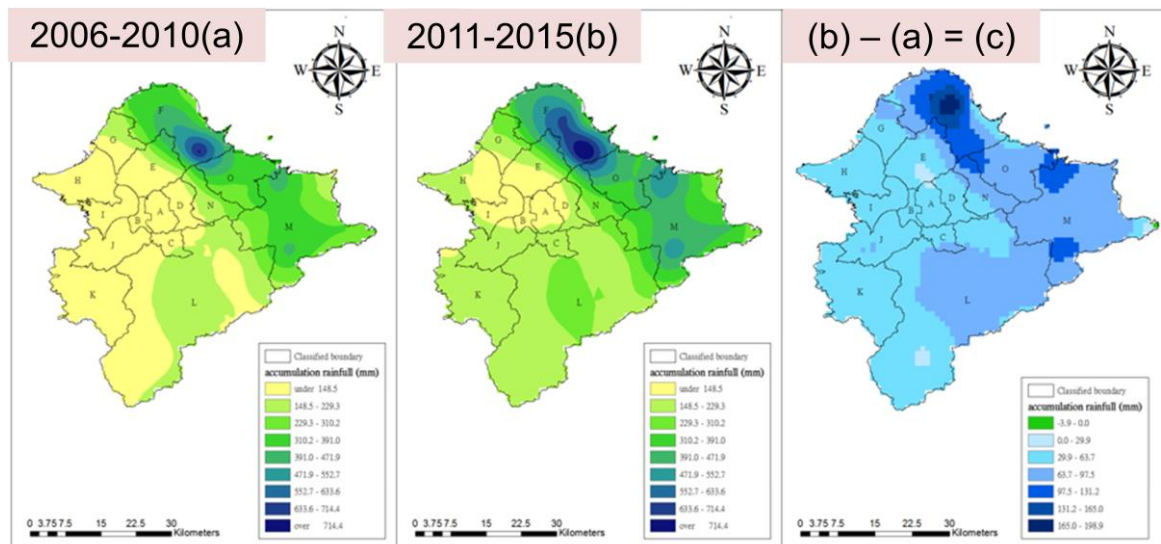 2006-2010(a)
N
W E
S
F
G
E
H
O
I
A
D
N
B
M
C
J
K
L
Classified boundary
accumulation rainfall (mm)
under 148.5
148.5 - 229.3
229.3 - 310.2
310.2 - 391.0
391.0 - 471.9
471.9 - 552.7
552.7 - 633.6
633.6 - 714.4
over 714.4
0 3.75 7.5 15 22.5 30
Kilometers
2011-2015(b)
N
W E
S
F
G
E
H
O
I
A
D
N
B
M
C
J
K
L
Classified boundary
accumulation rainfall (mm)
under 148.5
148.5 - 229.3
229.3 - 310.2
310.2 - 391.0
391.0 - 471.9
471.9 - 552.7
552.7 - 633.6
633.6 - 714.4
over 714.4
0 3.75 7.5 15 22.5 30
Kilometers
(b) – (a) = (c)
N
W E
S
F
G
E
H
O
I
A
D
N
B
M
C
J
K
L
Classified boundary
accumulation rainfall (mm)
-3.9 - 0.0
0.0 - 29.9
29.9 - 63.7
63.7 - 97.5
97.5 - 131.2
131.2 - 165.0
165.0 - 198.9
0 3.75 7.5 15 22.5 30
Kilometers